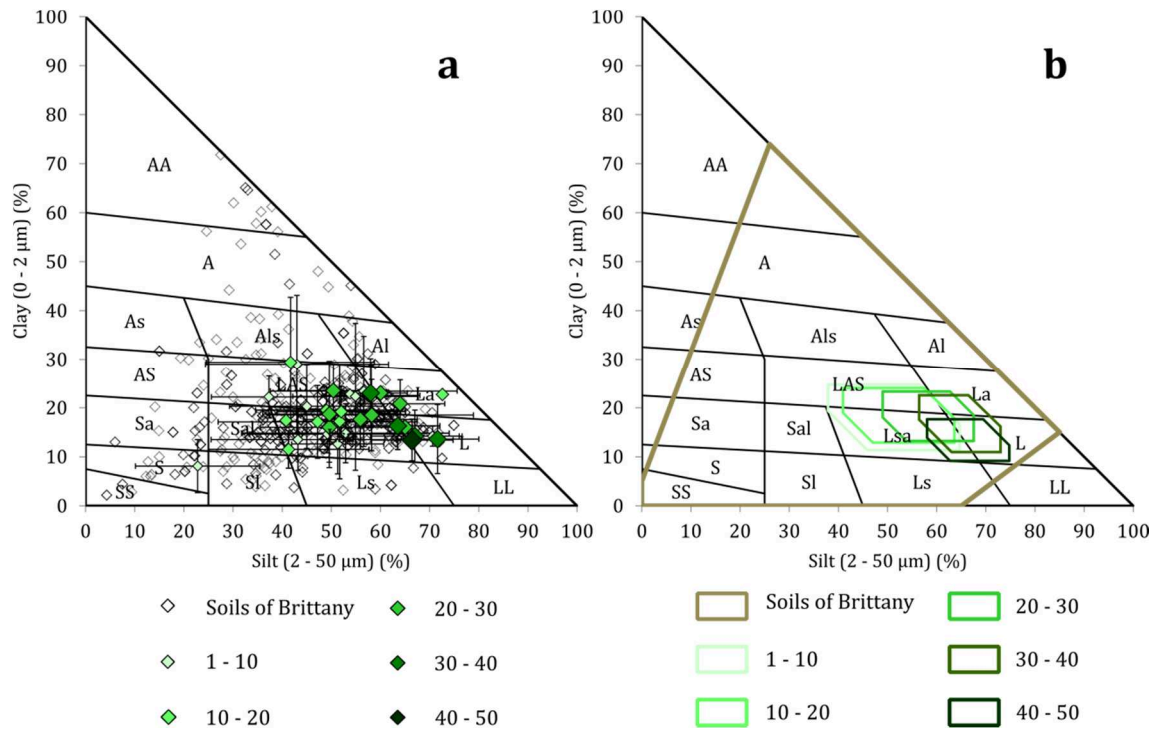 a
100
90
80
70
60
50
40
30
20
10
0
Clay (0 - 2 µm) (%)
AA
A
As
Als
Al
AS
LAS
La
Sa
Sal
L
S
Sl
Ls
LL
SS
0 10 20 30 40 50 60 70 80 90 100
Silt (2 - 50 µm) (%)
b
100
90
80
70
60
50
40
30
20
10
0
Clay (0 - 2 µm) (%)
AA
A
As
Als
Al
AS
LAS
La
Sa
Sal
Lsa
L
S
Sl
Ls
LL
SS
0 10 20 30 40 50 60 70 80 90 100
Silt (2 - 50 µm) (%)
Soils of Brittany
1 - 10
10 - 20
20 - 30
30 - 40
40 - 50
Soils of Brittany
1 - 10
10 - 20
20 - 30
30 - 40
40 - 50